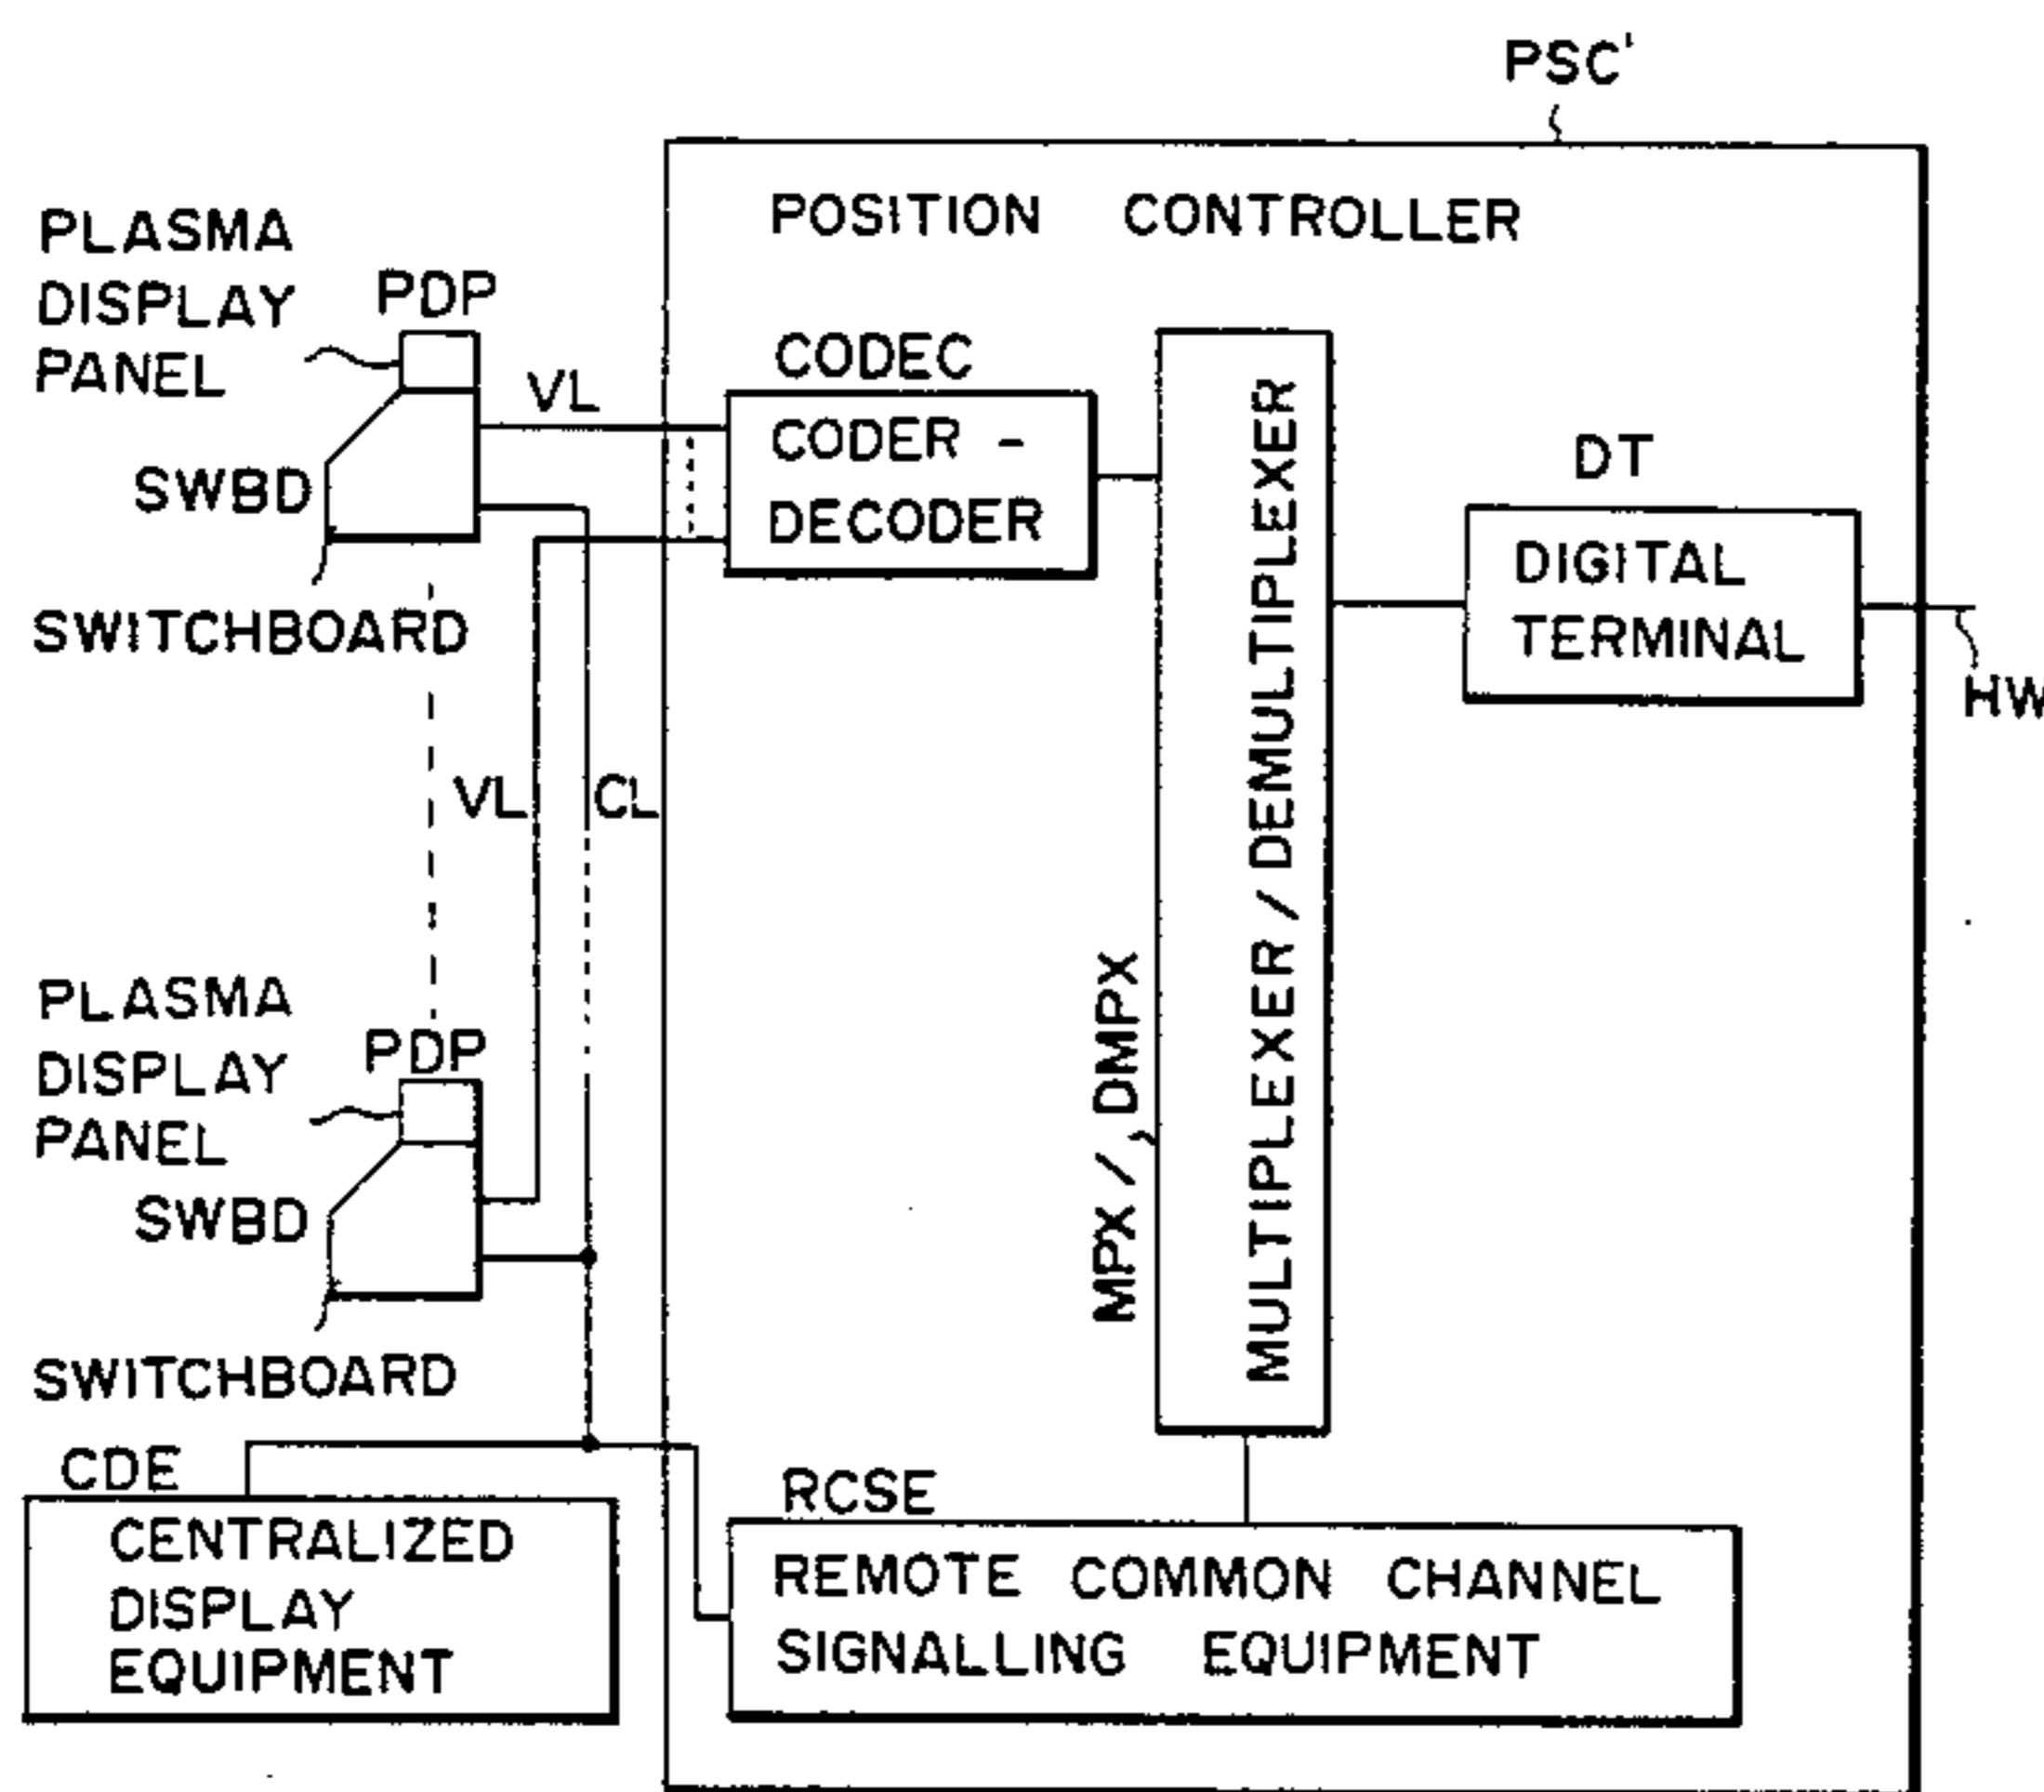 PSC'
POSITION CONTROLLER
PLASMA
DISPLAY
PANEL
PDP
VL
SWBD
SWITCHBOARD
CODEC
CODER -
DECODER
MULTIPLEXER / DEMULTIPLEXER
MPX / DMPX
DT
DIGITAL
TERMINAL
HW
VL
CL
PLASMA
DISPLAY
PANEL
PDP
SWBD
SWITCHBOARD
CDE
CENTRALIZED
DISPLAY
EQUIPMENT
RCSE
REMOTE COMMON CHANNEL
SIGNALLING EQUIPMENT